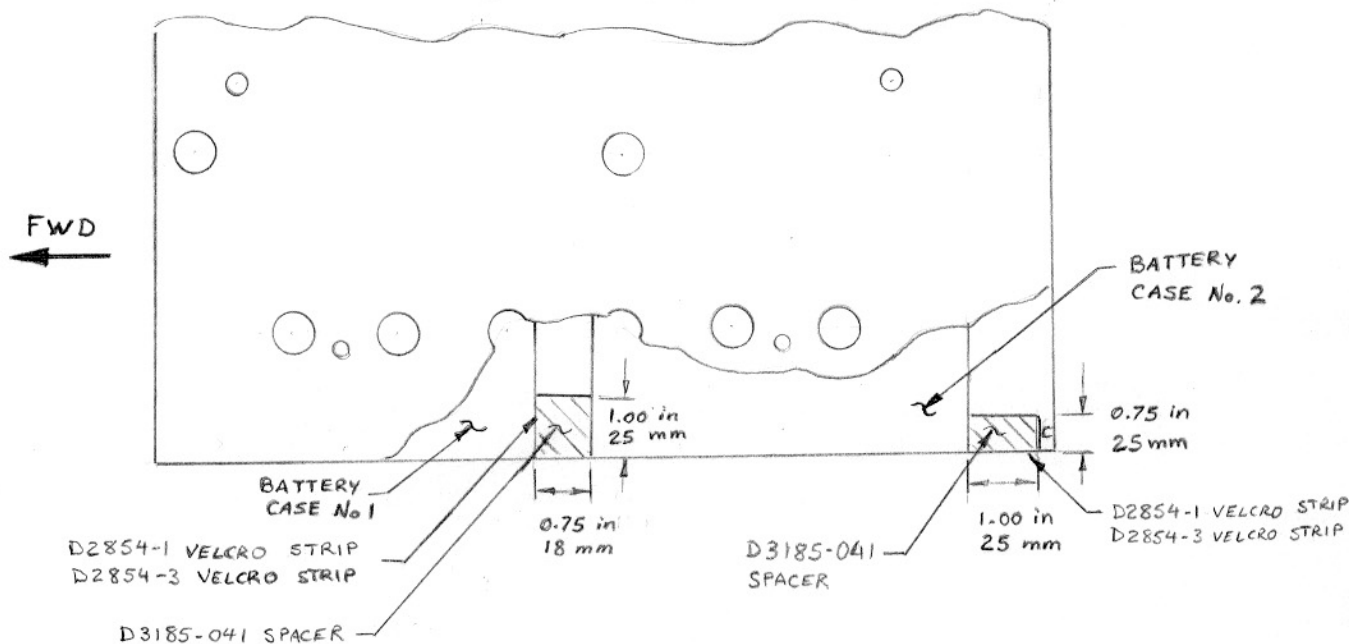 FWD
BATTERY
CASE No. 2
1.00 in
25 mm
0.75 in
25 mm
BATTERY
CASE No 1
0.75 in
18 mm
1.00 in
25 mm
D2854-1 VELCRO STRIP
D2854-3 VELCRO STRIP
D2854-1 VELCRO STRIP
D2854-3 VELCRO STRIP
D3185-041
SPACER
D3185-041 SPACER